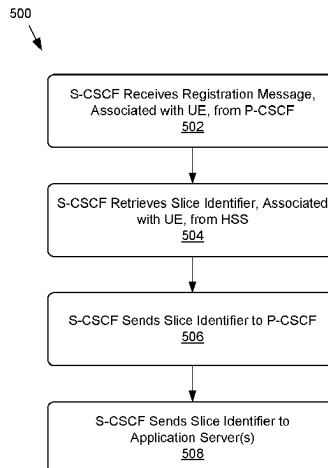 500
S-CSCF Receives Registration Message,
Associated with UE, from P-CSCF
502
S-CSCF Retrieves Slice Identifier, Associated
with UE, from HSS
504
S-CSCF Sends Slice Identifier to P-CSCF
506
S-CSCF Sends Slice Identifier to
Application Server(s)
508